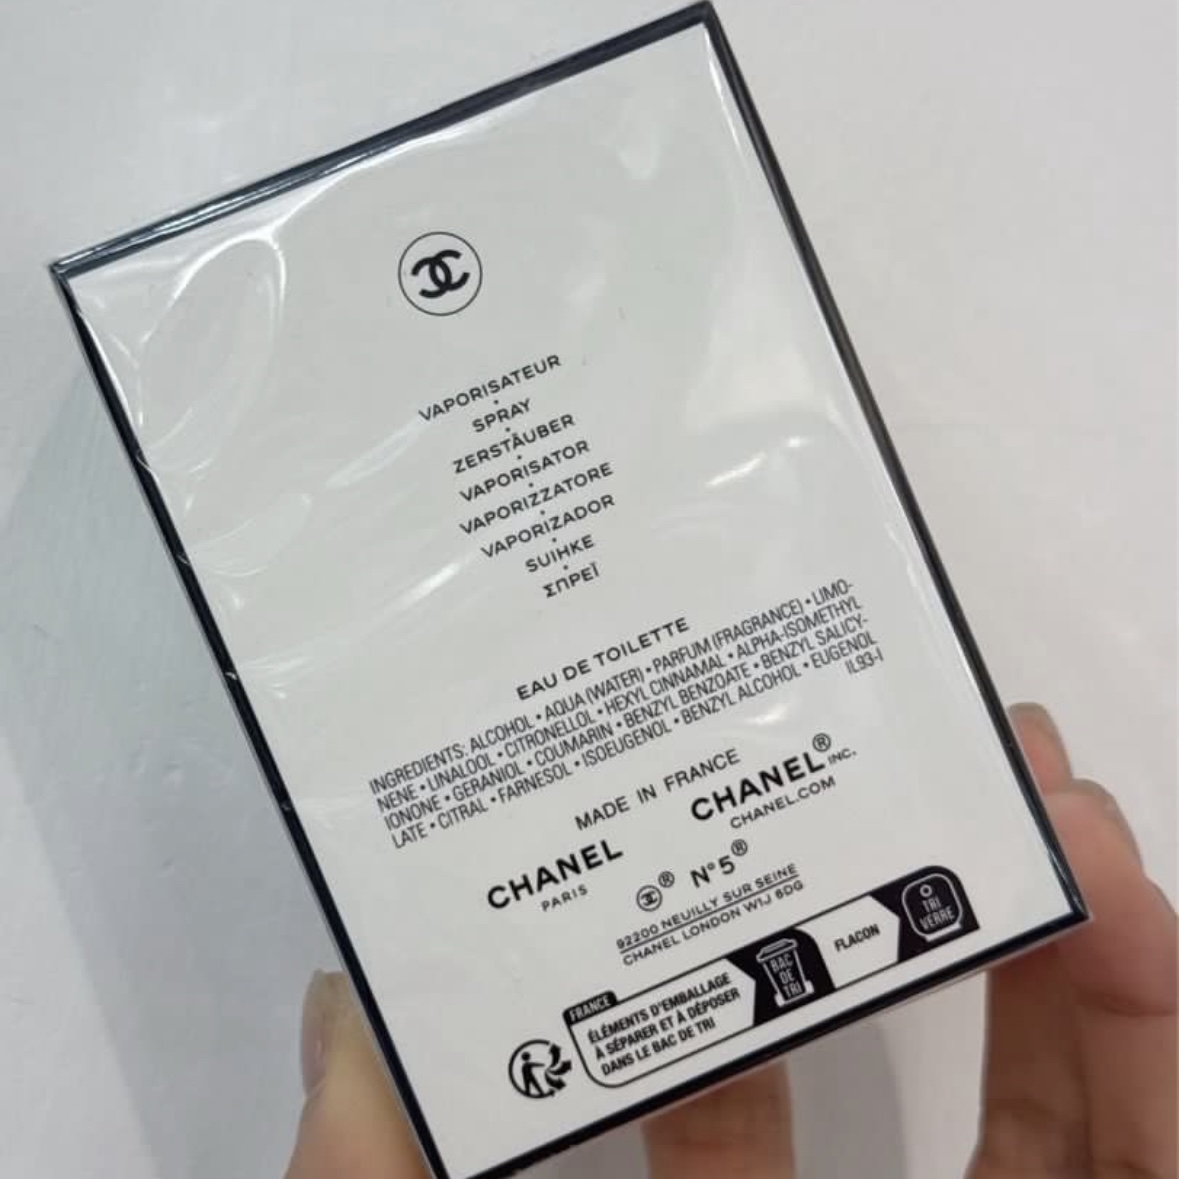 VAPORISATEUR
SPRAY
ZERSTÄUBER
VAPORISATOR
VAPORIZZATORE
VAPORIZADOR
SUIHKE
ΣΠΡΕΪ
EAU DE TOILETTE
INGREDIENTS: ALCOHOL • AQUA (WATER) • PARFUM (FRAGRANCE) • LIMO-
NENE • LINALOOL • CITRONELLOL • HEXYL CINNAMAL • ALPHA-ISOMETHYL
IONONE • GERANIOL • COUMARIN • BENZYL BENZOATE • BENZYL SALICY-
LATE • CITRAL • FARNESOL • ISOEUGENOL • BENZYL ALCOHOL • EUGENOL
IL93-I
MADE IN FRANCE
CHANEL
PARIS
CHANEL® INC.
CHANEL.COM
® N°5®
92200 NEUILLY SUR SEINE
CHANEL LONDON W1J 6DG
FRANCE
ÉLÉMENTS D'EMBALLAGE
À SÉPARER ET À DÉPOSER
DANS LE BAC DE TRI
BAC
DE
TRI
FLACON
TRI
VERRE